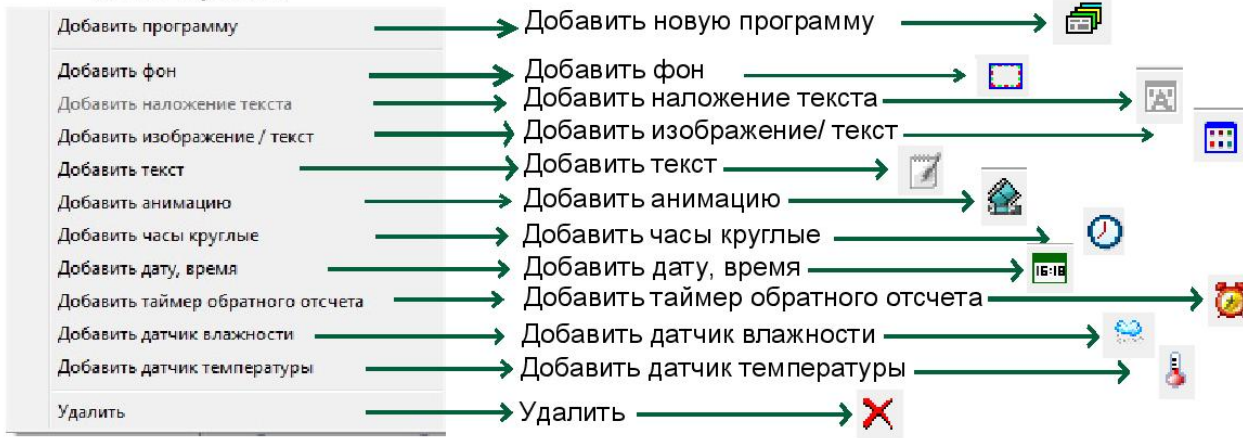 Добавить программу Добавить новую программу
Добавить фон Добавить фон
Добавить наложение текста Добавить наложение текста
Добавить изображение / текст Добавить изображение/ текст
Добавить текст Добавить текст
Добавить анимацию Добавить анимацию
Добавить часы круглые Добавить часы круглые
Добавить дату, время Добавить дату, время 16:18
Добавить таймер обратного отсчета Добавить таймер обратного отсчета
Добавить датчик влажности Добавить датчик влажности
Добавить датчик температуры Добавить датчик температуры
Удалить Удалить